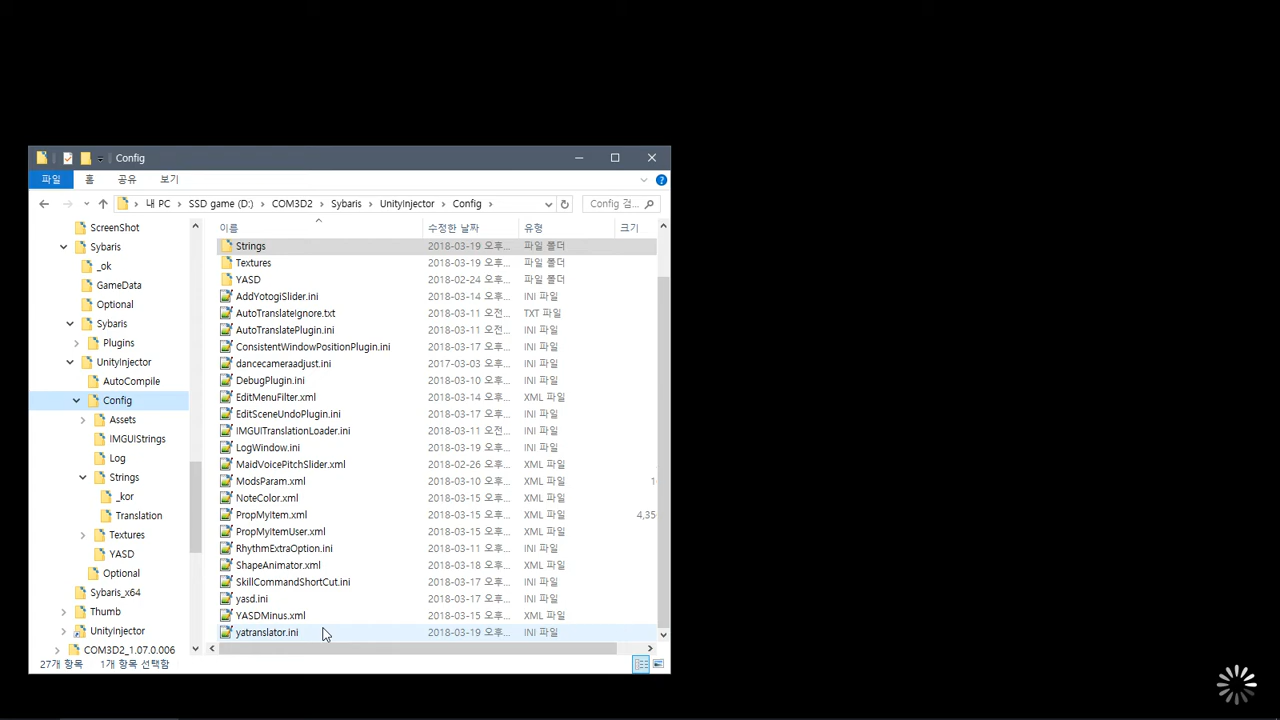 Config
파일 홈 공유 보기
내 PC SSD game (D:) COM3D2 Sybaris UnityInjector Config Config 검...
ScreenShot
Sybaris
_ok
GameData
Optional
Sybaris
Plugins
UnityInjector
AutoCompile
Config
Assets
IMGUIStrings
Log
Strings
_kor
Translation
Textures
YASD
Optional
Sybaris_x64
Thumb
UnityInjector
COM3D2_1.07.0.006
이름 수정한 날짜 유형 크기
Strings 2018-03-19 오후... 파일 폴더
Textures 2018-03-19 오후... 파일 폴더
YASD 2018-02-24 오후... 파일 폴더
AddYotogiSlider.ini 2018-03-14 오후... INI 파일
AutoTranslateIgnore.txt 2018-03-11 오전... TXT 파일
AutoTranslatePlugin.ini 2018-03-11 오전... INI 파일
ConsistentWindowPositionPlugin.ini 2018-03-17 오후... INI 파일
dancecameraadjust.ini 2017-03-03 오후... INI 파일
DebugPlugin.ini 2018-03-10 오후... INI 파일
EditMenuFilter.xml 2018-03-14 오후... XML 파일
EditSceneUndoPlugin.ini 2018-03-17 오후... INI 파일
IMGUITranslationLoader.ini 2018-03-11 오전... INI 파일
LogWindow.ini 2018-03-19 오후... INI 파일
MaidVoicePitchSlider.xml 2018-02-26 오후... XML 파일
ModsParam.xml 2018-03-10 오후... XML 파일
NoteColor.xml 2018-03-15 오후... XML 파일
PropMyItem.xml 2018-03-15 오후... XML 파일 4,35
PropMyItemUser.xml 2018-03-15 오후... XML 파일
RhythmExtraOption.ini 2018-03-11 오후... INI 파일
ShapeAnimator.xml 2018-03-18 오후... XML 파일
SkillCommandShortCut.ini 2018-03-17 오후... INI 파일
yasd.ini 2018-03-17 오후... INI 파일
YASDMinus.xml 2018-03-15 오후... XML 파일
yatranslator.ini 2018-03-19 오후... INI 파일
27개 항목 1개 항목 선택함